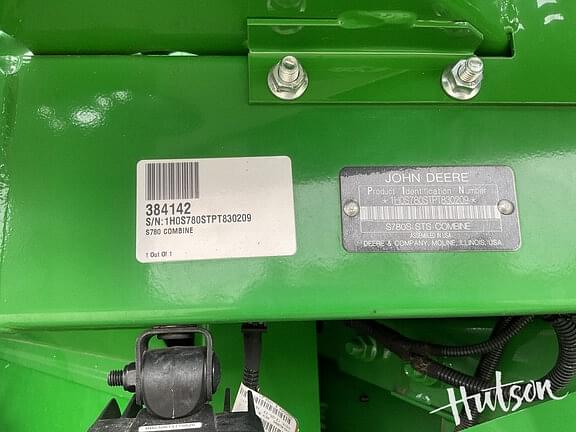 384142
S/N:1H0S780STPT830209
S780 COMBINE
1 Out Of 1
JOHN DEERE
Product Identification Number
*1H0S780STPT830209*
S780S STS COMBINE
ASSEMBLED IN USA
DEERE & COMPANY, MOLINE, ILLINOIS, USA
Hutson